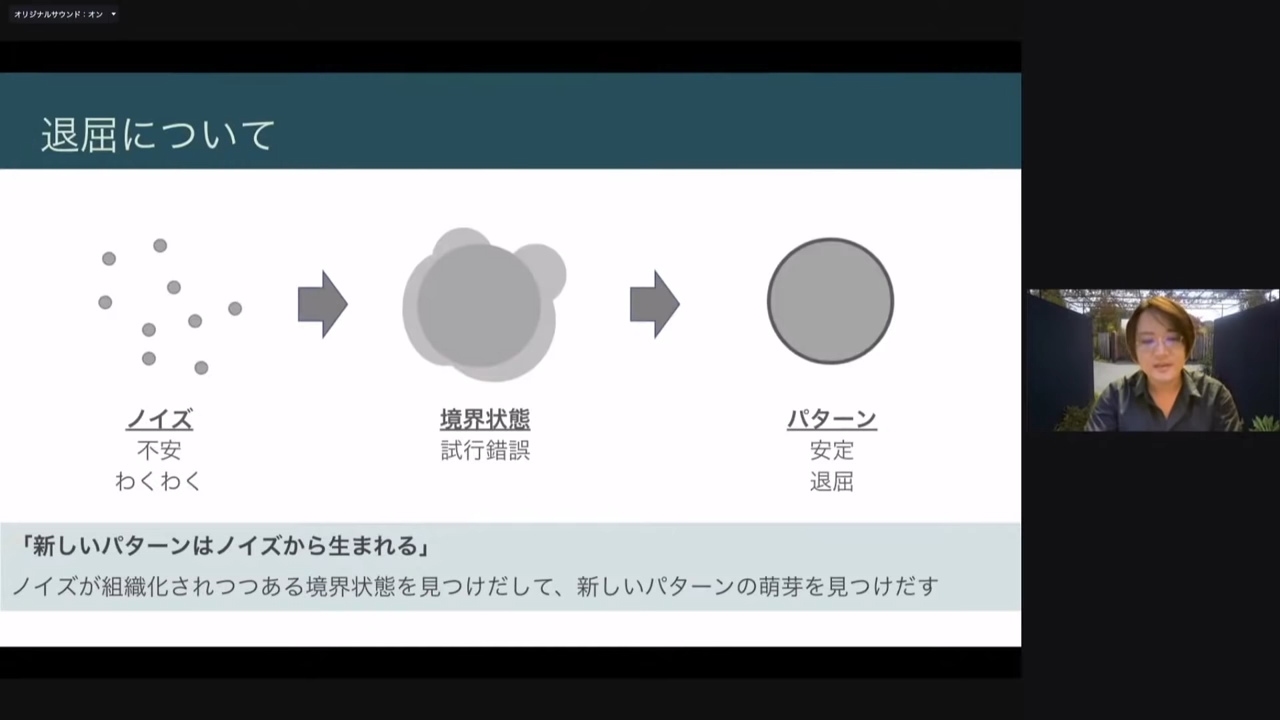 オリジナルサウンド：オン
退屈について
ノイズ
不安
わくわく
境界状態
試行錯誤
パターン
安定
退屈
「新しいパターンはノイズから生まれる」
ノイズが組織化されつつある境界状態を見つけだして、新しいパターンの萌芽を見つけだす